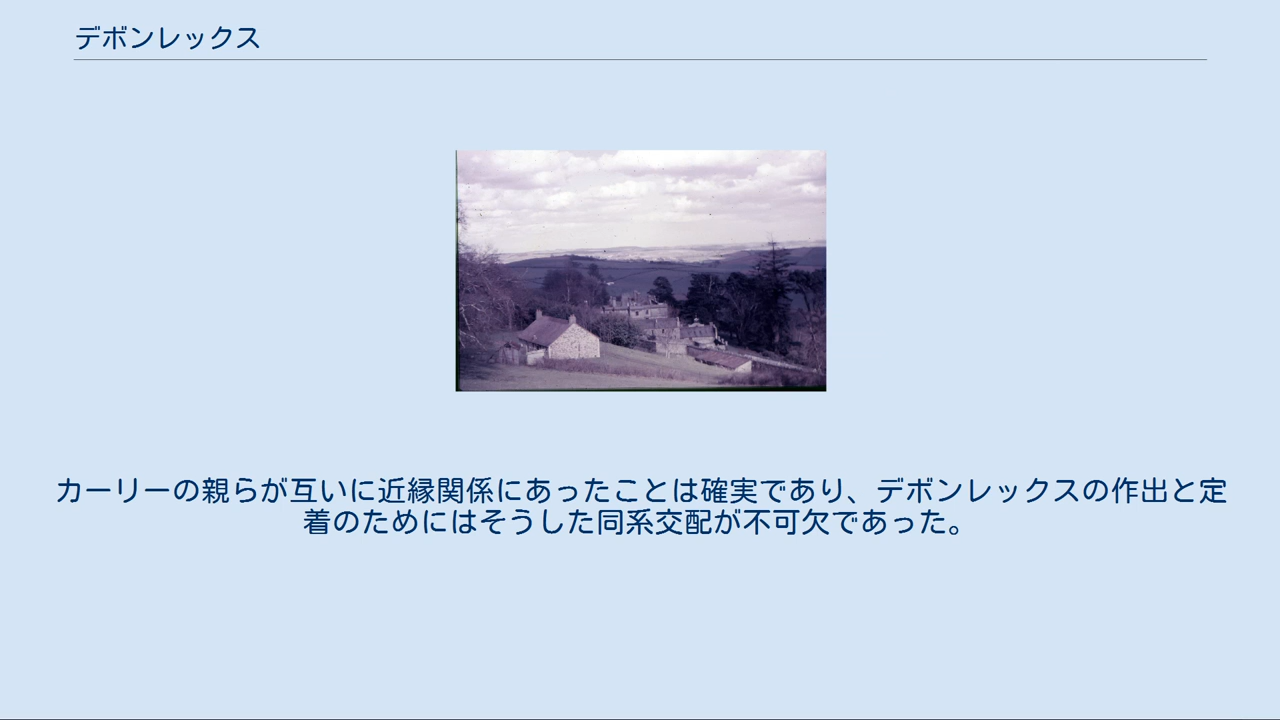 デボンレックス
カーリーの親らが互いに近縁関係にあったことは確実であり、デボンレックスの作出と定
着のためにはそうした同系交配が不可欠であった。